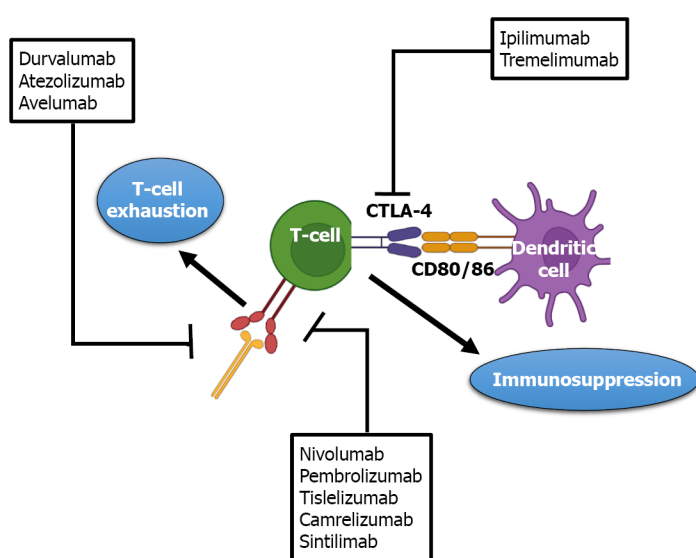 Durvalumab
Atezolizumab
Avelumab
Ipilimumab
Tremelimumab
T-cell
exhaustion
T-cell
CTLA-4
CD80/86
Dendritic
cell
Immunosuppression
Nivolumab
Pembrolizumab
Tislelizumab
Camrelizumab
Sintilimab